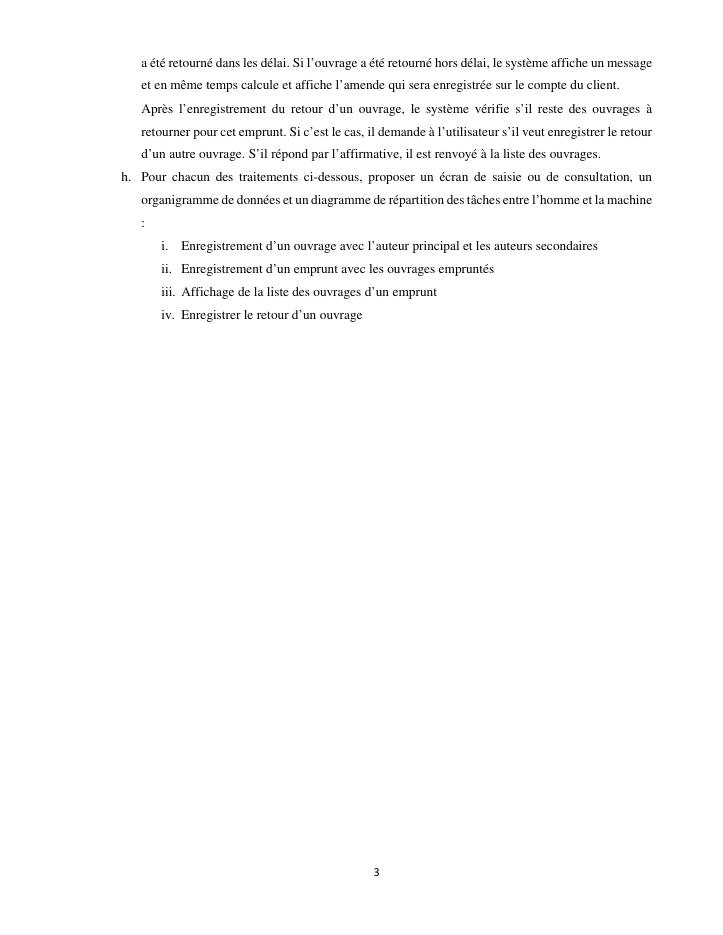 a été retourné dans les délai. Si l’ouvrage a été retourné hors délai, le système affiche un message
et en même temps calcule et affiche l’amende qui sera enregistrée sur le compte du client.
Après l’enregistrement du retour d’un ouvrage, le système vérifie s’il reste des ouvrages à
retourner pour cet emprunt. Si c’est le cas, il demande à l’utilisateur s’il veut enregistrer le retour
d’un autre ouvrage. S’il répond par l’affirmative, il est renvoyé à la liste des ouvrages.
h. Pour chacun des traitements ci-dessous, proposer un écran de saisie ou de consultation, un
organigramme de données et un diagramme de répartition des tâches entre l’homme et la machine
:
i. Enregistrement d’un ouvrage avec l’auteur principal et les auteurs secondaires
ii. Enregistrement d’un emprunt avec les ouvrages empruntés
iii. Affichage de la liste des ouvrages d’un emprunt
iv. Enregistrer le retour d’un ouvrage
3